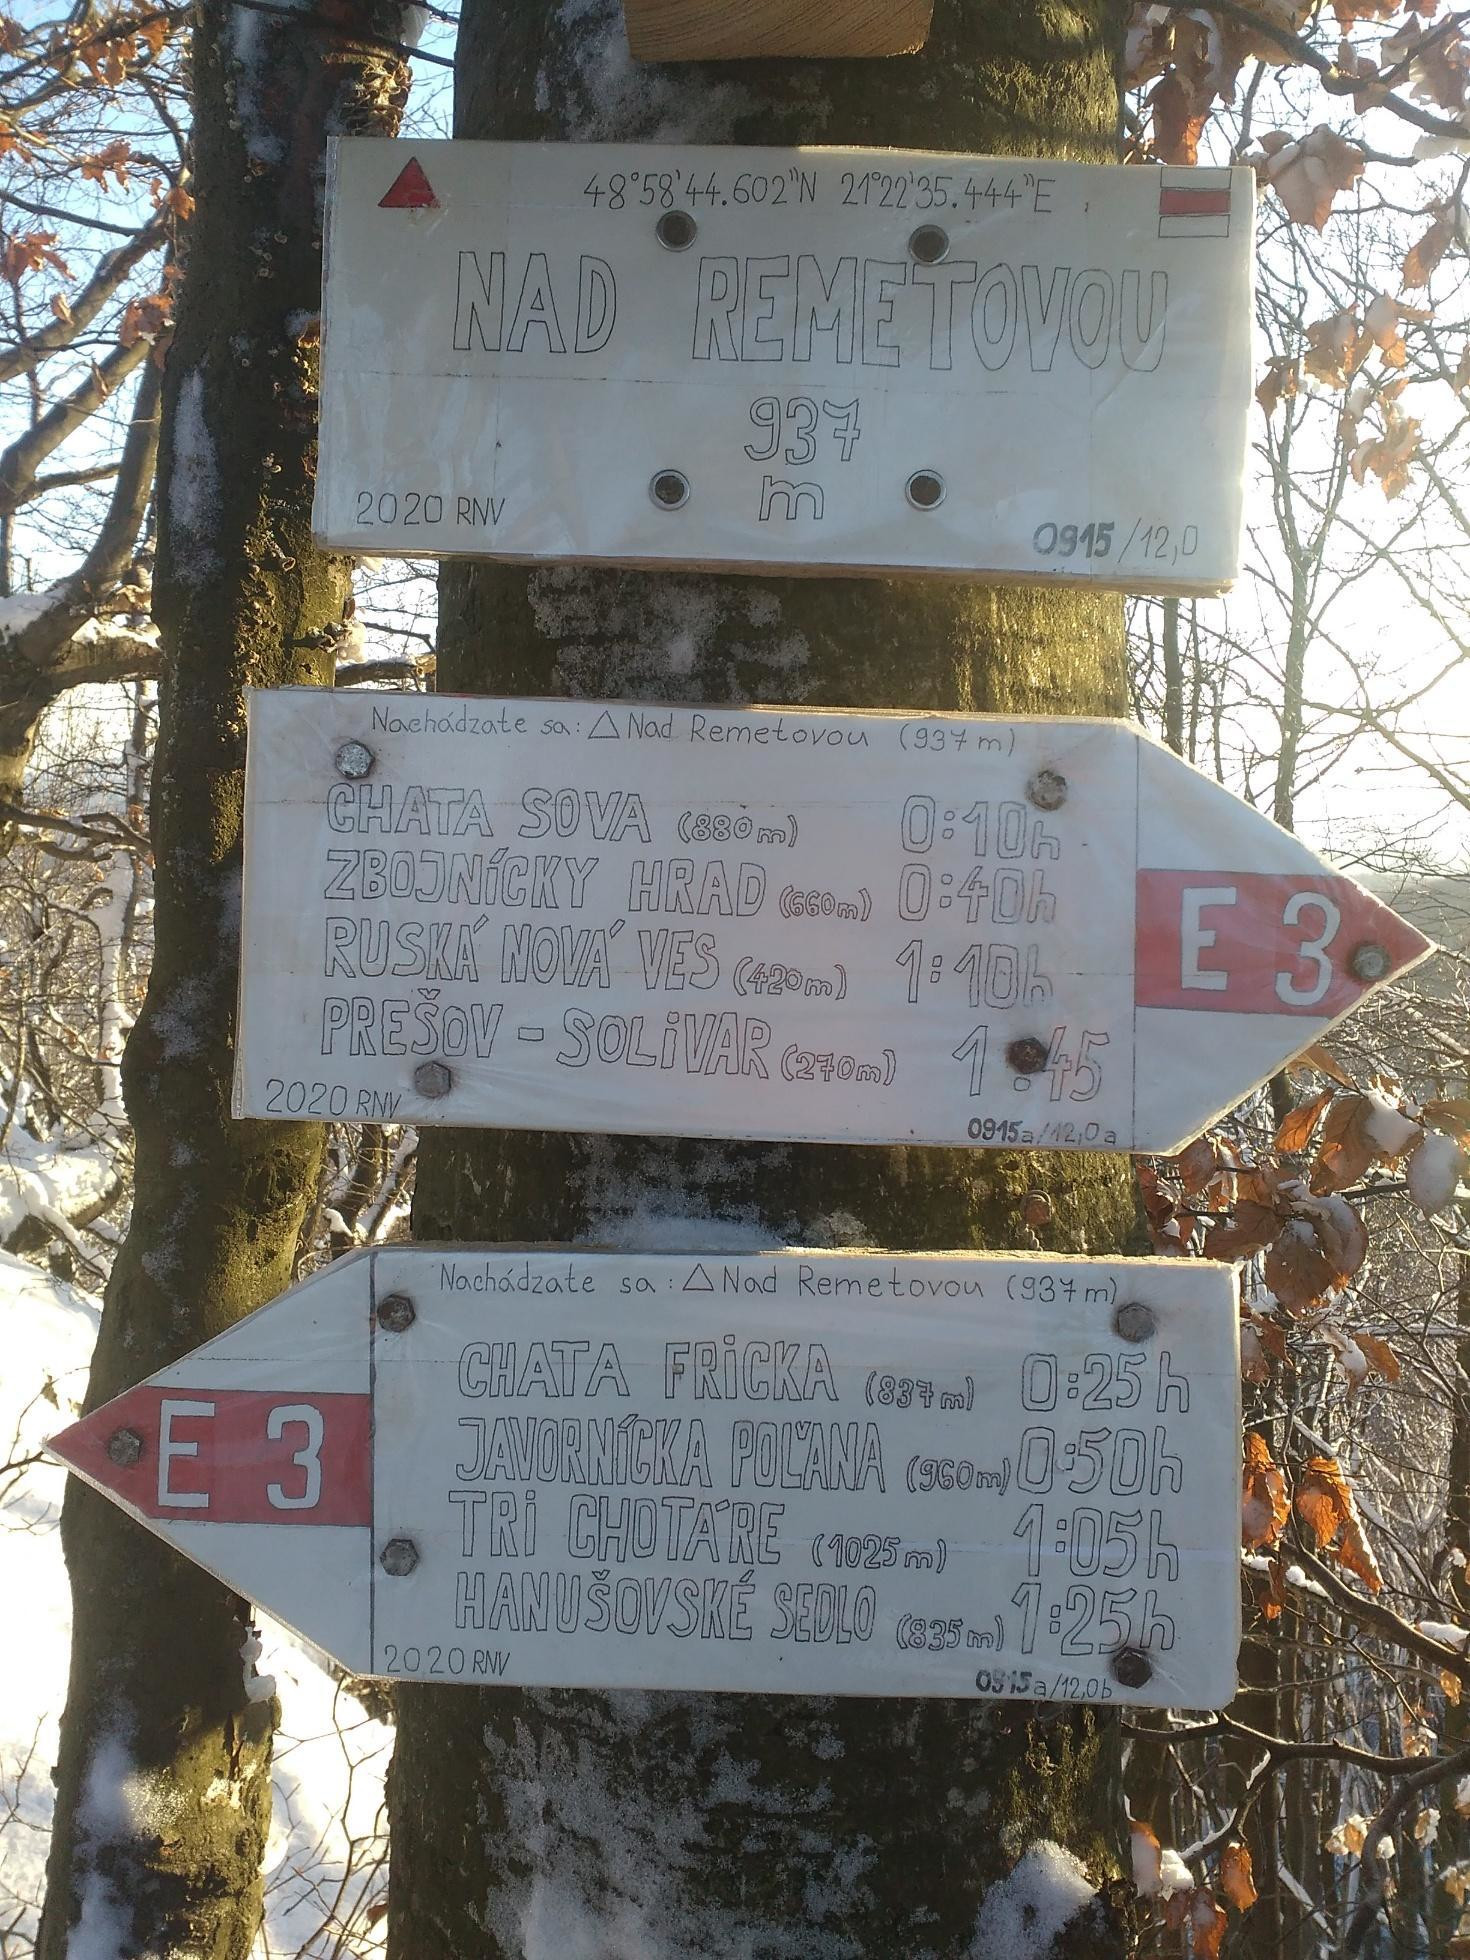 48°58'44.602"N 21°22'35.444"E
NAD REMETOVOU
937
m
2020 RNV
0915/12,0
Nachádzate sa: △ Nad Remetovou (937 m)
CHATA SOVA (880m) 0:10h
ZBOJNÍCKY HRAD (660m) 0:40h
RUSKÁ NOVÁ VES (420m) 1:10h
PREŠOV - SOLiVAR (270m) 1:45
2020 RNV
0915a/12,0a
E 3
Nachádzate sa: △ Nad Remetovou (937 m)
CHATA FRiCKA (837m) 0:25h
JAVORNÍCKA POĽANA (960m) 0:50h
TRi CHOTÁRE (1025m) 1:05h
HANUŠOVSKÉ SEDLO (835m) 1:25h
E 3
2020 RNV
0915a/12,0b